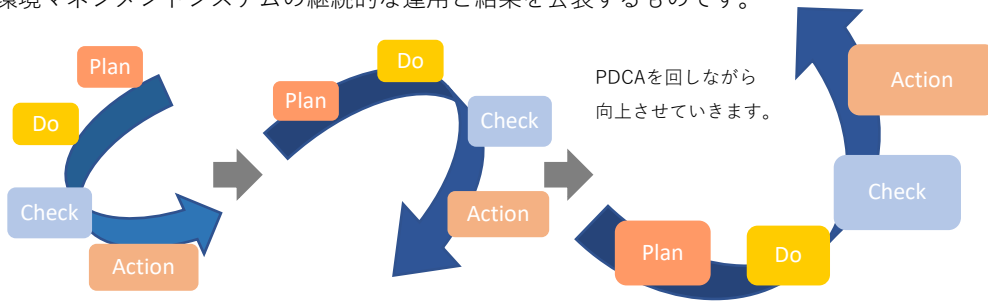 環境マネジメントシステムの継続的な運用と結果を公表するものです。
Plan
Do
Check
Action
Plan
Do
Check
Action
PDCAを回しながら
向上させていきます。
Action
Check
Plan
Do